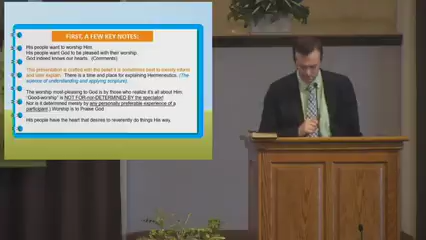 FIRST, A FEW KEY NOTES:
His people want to worship Him.
His people want God to be pleased with their worship.
God indeed knows our hearts. (Comments)
This presentation is crafted with the belief it is sometimes best to merely inform
and later explain. There is a time and place for explaining Hermeneutics. (The
science of understanding and applying scripture)
The worship most-pleasing to God is by those who realize it's all about Him.
"Good-worship" is NOT FOR-nor-DETERMINED BY the spectator!
Nor is it determined merely by any personally preferable experience of a
participant.) Worship is to Praise God
His people have the heart that desires to reverently do things His way.